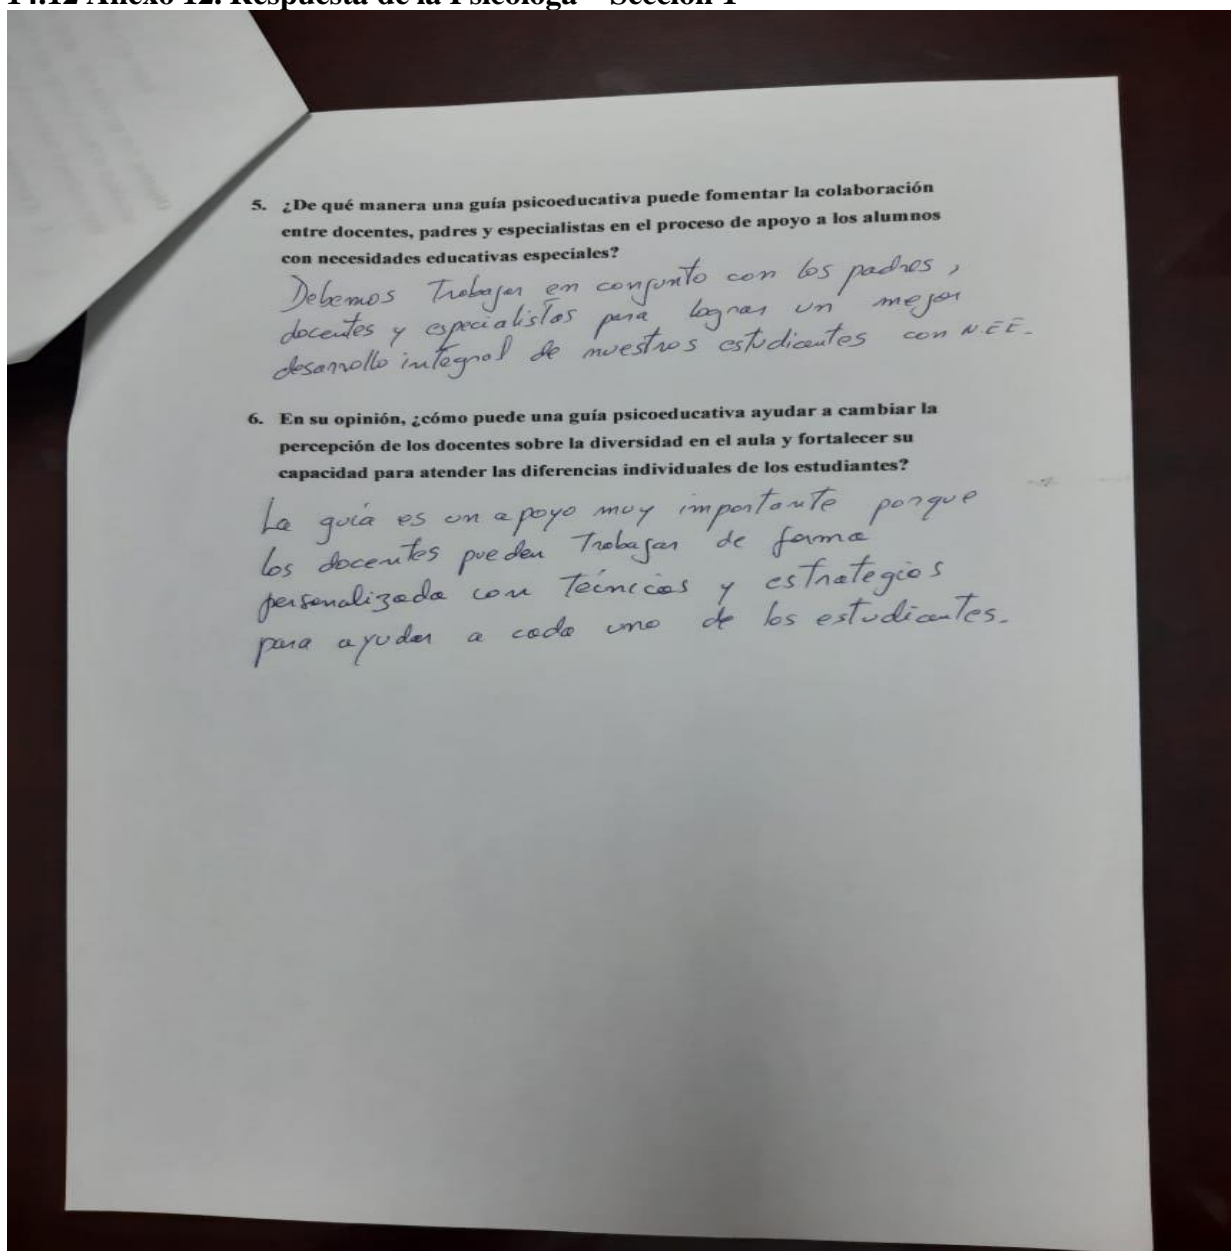 14.12 Anexo 12. Respuesta de la Psicóloga – Sección 1
5. ¿De qué manera una guía psicoeducativa puede fomentar la colaboración
entre docentes, padres y especialistas en el proceso de apoyo a los alumnos
con necesidades educativas especiales?
Debemos Trabajar en conjunto con los padres,
docentes y especialistas para lograr un mejor
desarrollo integral de nuestros estudiantes con N.E.E.
6. En su opinión, ¿cómo puede una guía psicoeducativa ayudar a cambiar la
percepción de los docentes sobre la diversidad en el aula y fortalecer su
capacidad para atender las diferencias individuales de los estudiantes?
La guía es un apoyo muy importante porque
los docentes pueden Trabajar de forma
personalizada con Técnicas y estrategias
para ayudar a cada uno de los estudiantes.